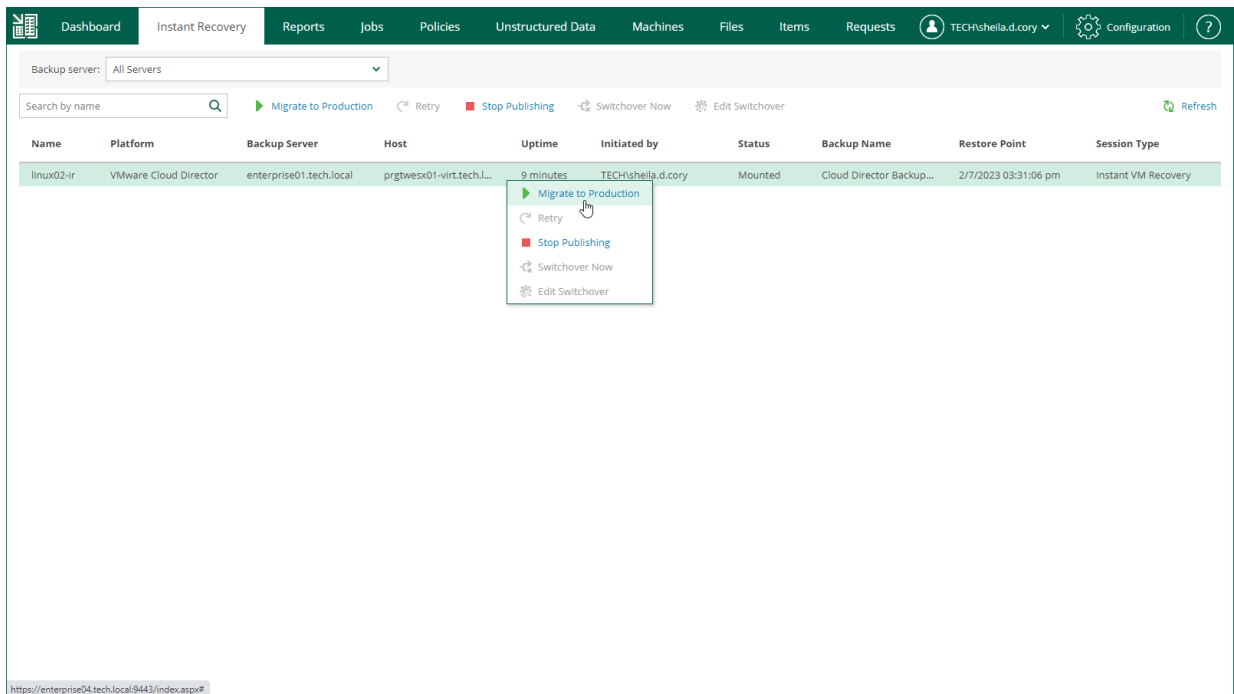 Dashboard Instant Recovery Reports Jobs Policies Unstructured Data Machines Files Items Requests TECH\sheila.d.cory Configuration ?
Backup server: All Servers
Search by name Migrate to Production Retry Stop Publishing Switchover Now Edit Switchover Refresh
Name Platform Backup Server Host Uptime Initiated by Status Backup Name Restore Point Session Type
linux02-ir VMware Cloud Director enterprise01.tech.local prgtwesx01-virt.tech.l... 9 minutes TECH\sheila.d.cory Mounted Cloud Director Backup... 2/7/2023 03:31:06 pm Instant VM Recovery
Migrate to Production
Retry
Stop Publishing
Switchover Now
Edit Switchover
https://enterprise04.tech.local:9443/index.aspx#